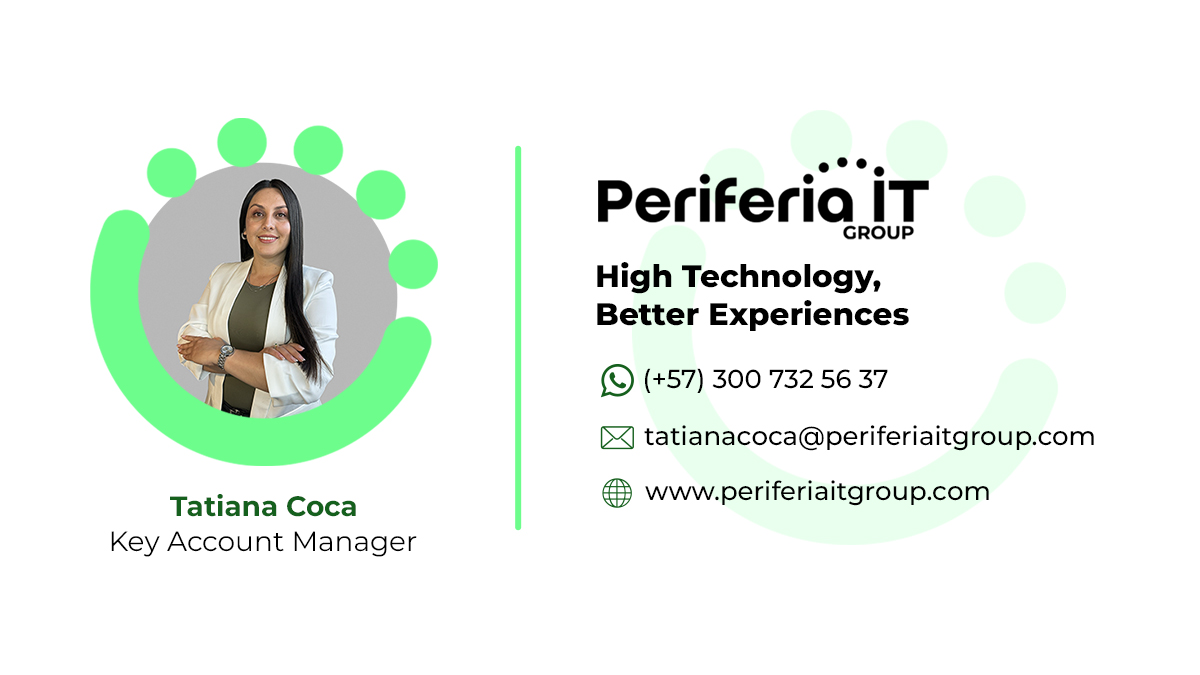 Tatiana Coca
Key Account Manager
Periferia IT
GROUP
High Technology,
Better Experiences
(+57) 300 732 56 37
tatianacoca@periferiaitgroup.com
www.periferiaitgroup.com